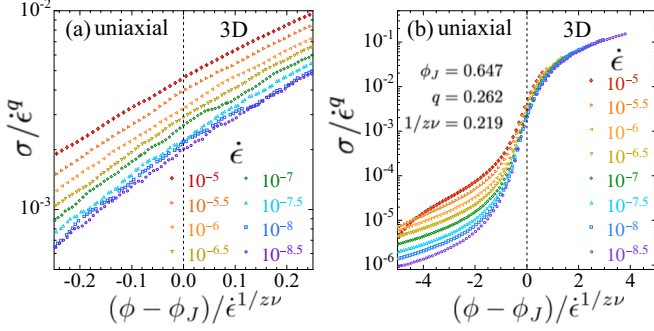 (a) uniaxial 3D
10⁻²
10⁻³
σ/ε̇^q
ε̇
10⁻⁵ 10⁻⁷
10⁻⁵·⁵ 10⁻⁷·⁵
10⁻⁶ 10⁻⁸
10⁻⁶·⁵ 10⁻⁸·⁵
-0.2 -0.1 0.0 0.1 0.2
(ϕ − ϕ_J)/ε̇^{1/zν}
(b) uniaxial 3D
10⁻¹
10⁻²
10⁻³
10⁻⁴
10⁻⁵
10⁻⁶
σ/ε̇^q
ϕ_J = 0.647
q = 0.262
1/zν = 0.219
ε̇
10⁻⁵
10⁻⁵·⁵
10⁻⁶
10⁻⁶·⁵
10⁻⁷
10⁻⁷·⁵
10⁻⁸
10⁻⁸·⁵
-4 -2 0 2 4
(ϕ − ϕ_J)/ε̇^{1/zν}